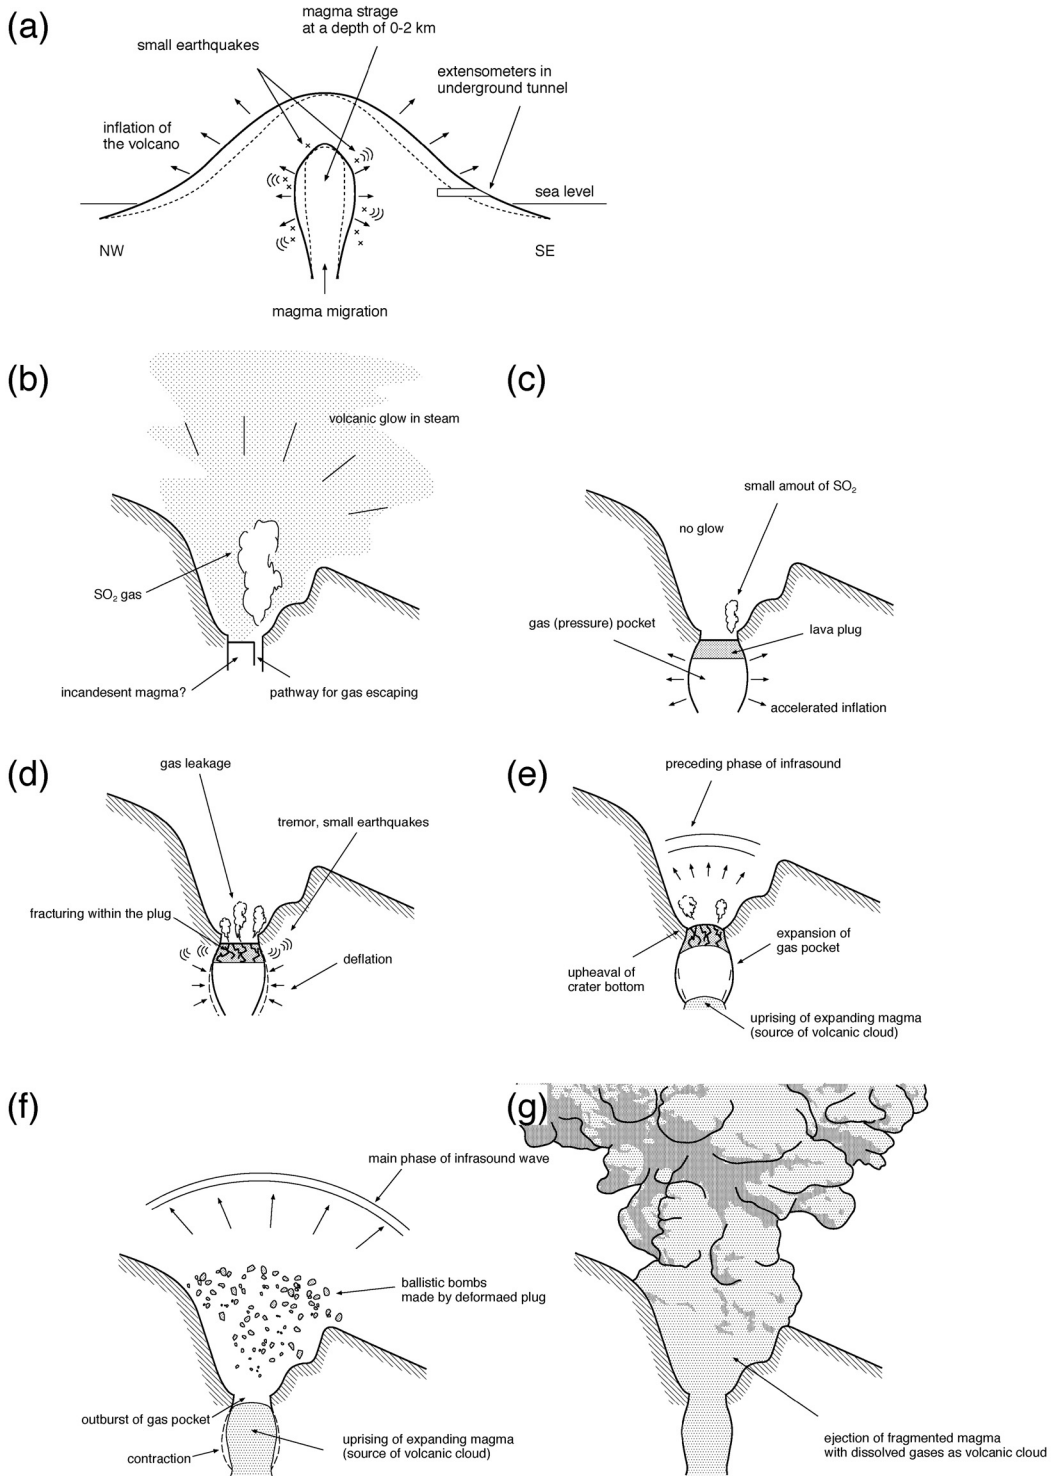 (a)
magma strage
at a depth of 0-2 km
small earthquakes
extensometers in
underground tunnel
inflation of
the volcano
sea level
NW
SE
magma migration
(b)
volcanic glow in steam
SO₂ gas
incandesent magma?
pathway for gas escaping
(c)
small amout of SO₂
no glow
gas (pressure) pocket
lava plug
accelerated inflation
(d)
gas leakage
tremor, small earthquakes
fracturing within the plug
deflation
(e)
preceding phase of infrasound
expansion of
gas pocket
upheaval of
crater bottom
uprising of expanding magma
(source of volcanic cloud)
(f)
main phase of infrasound wave
ballistic bombs
made by deformaed plug
outburst of gas pocket
uprising of expanding magma
(source of volcanic cloud)
contraction
(g)
ejection of fragmented magma
with dissolved gases as volcanic cloud